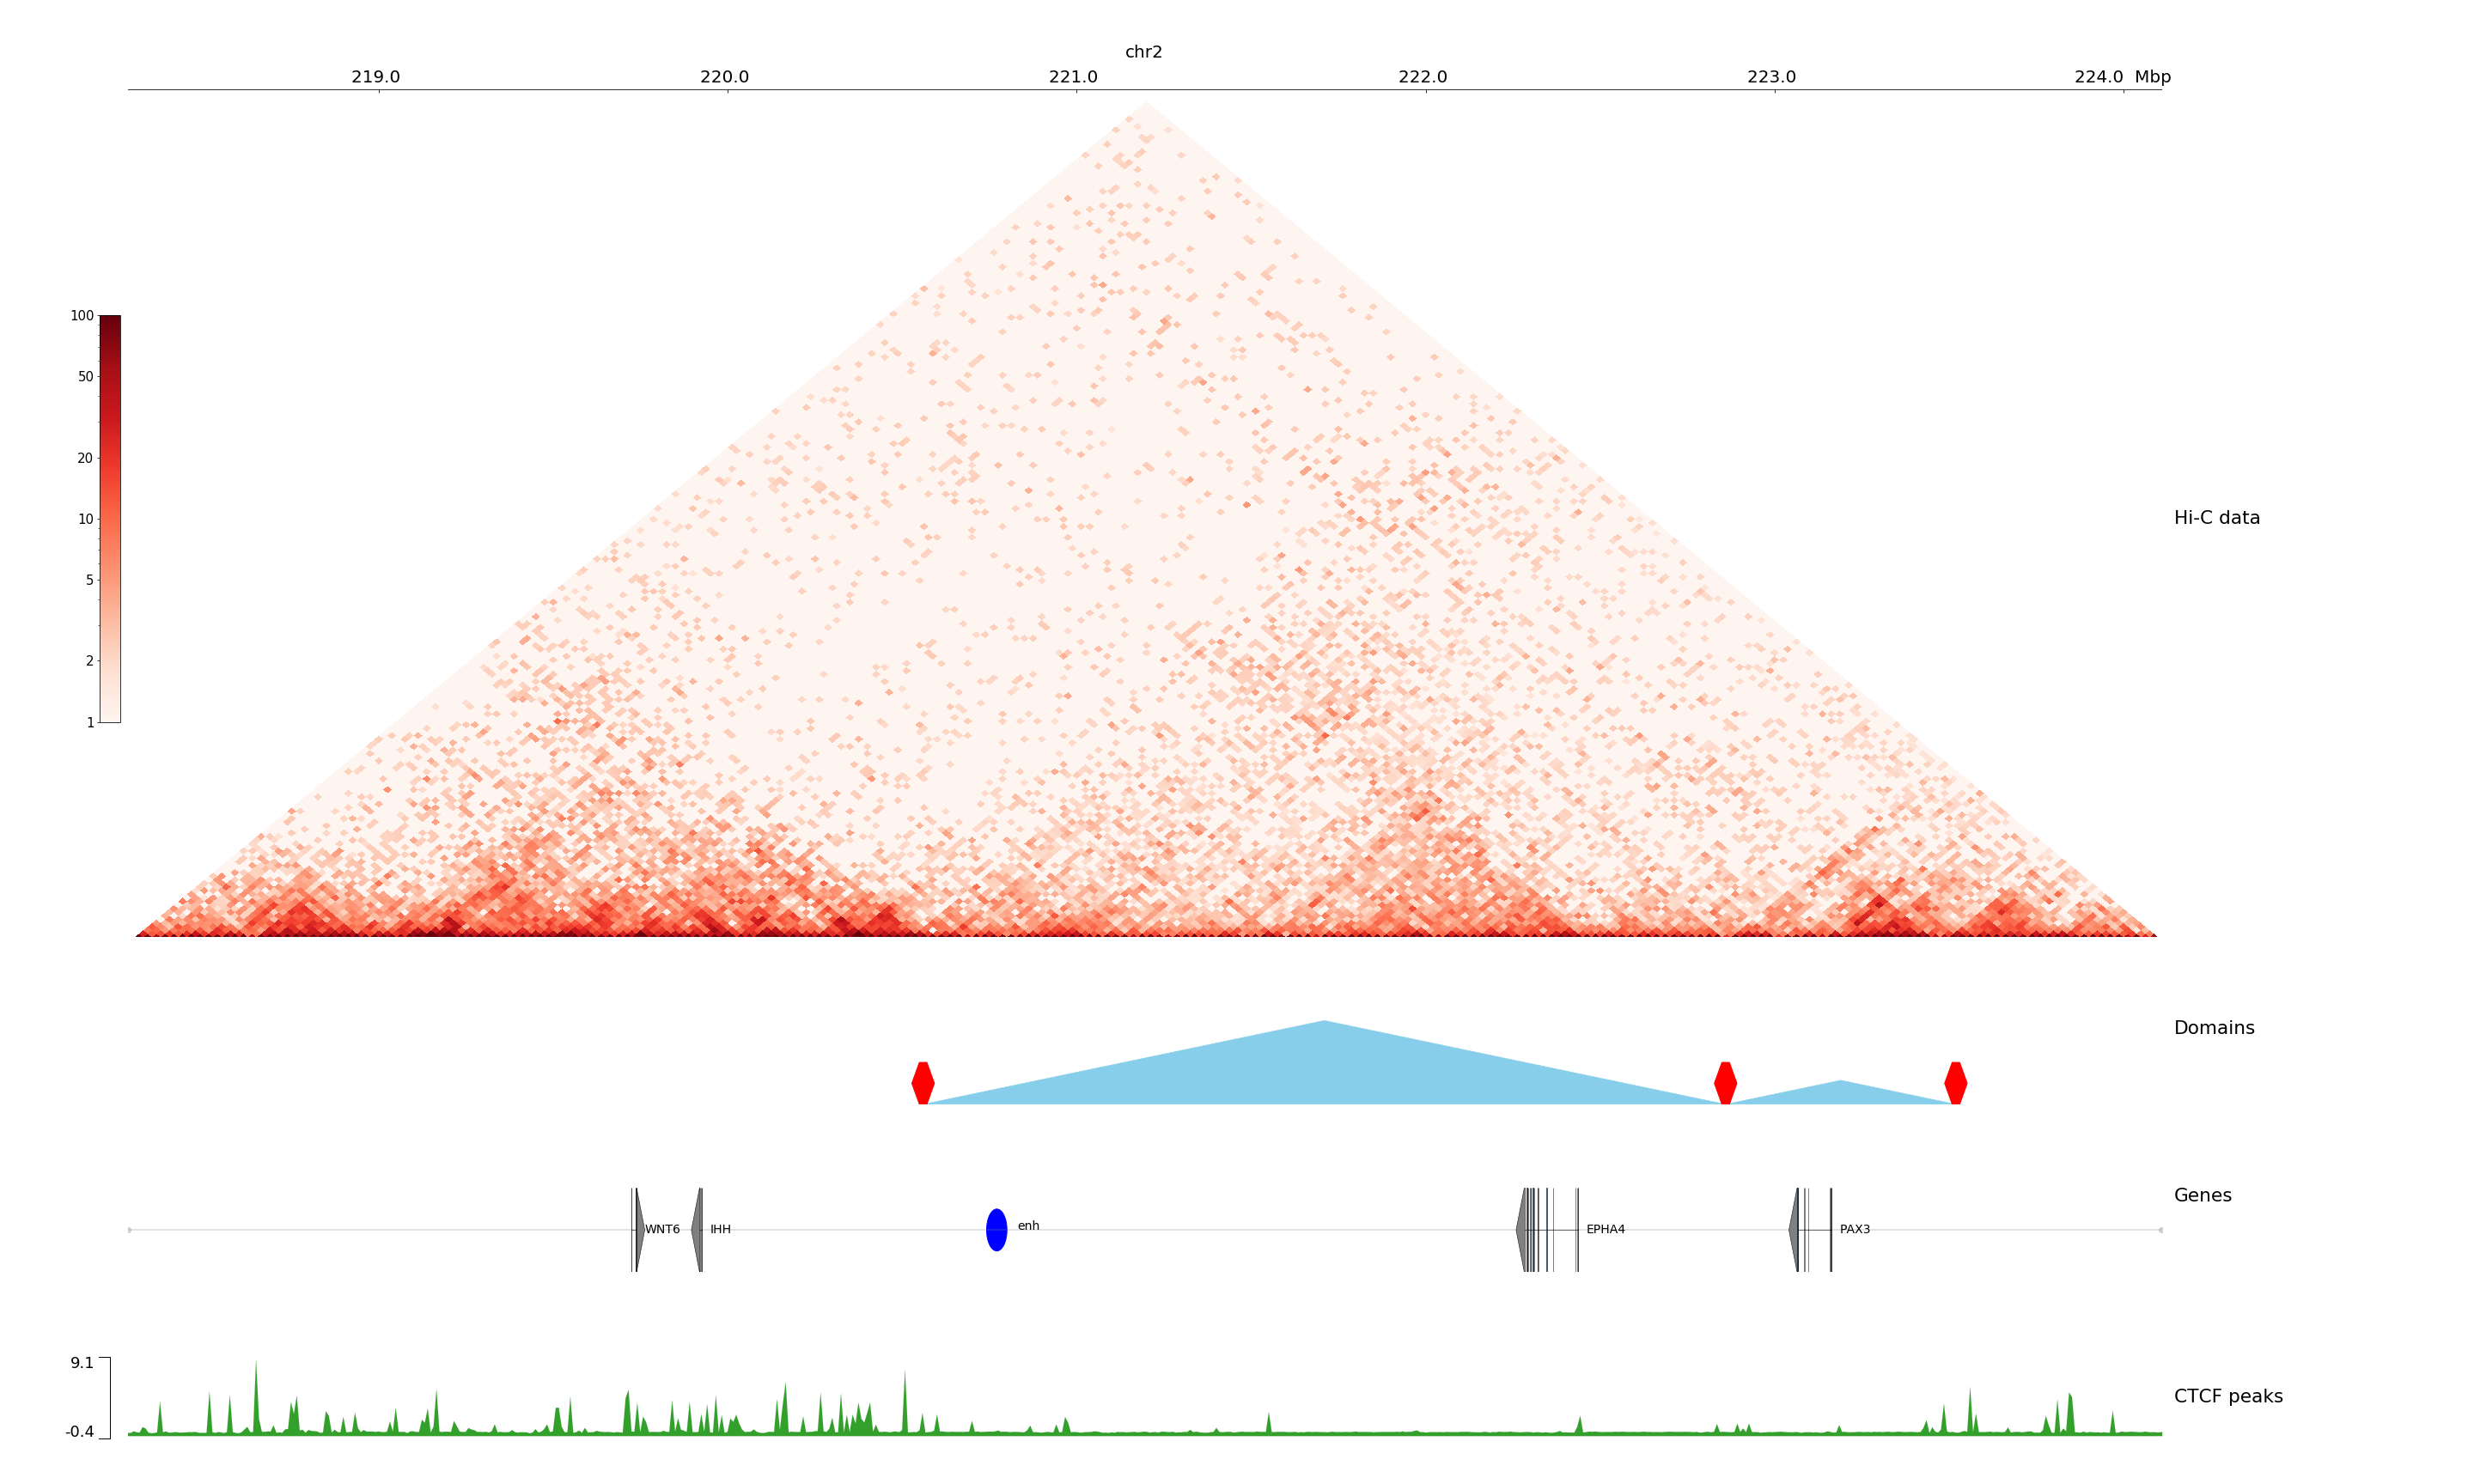 chr2
219.0 220.0 221.0 222.0 223.0 224.0 Mbp
100
50
20
10
5
2
1
Hi-C data
Domains
Genes
WNT6 IHH enh EPHA4 PAX3
9.1
CTCF peaks
-0.4